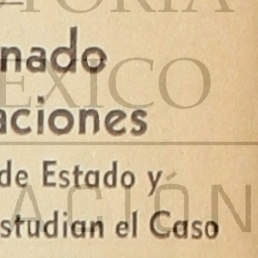 nado
aciones
de Estado y
studian el Caso